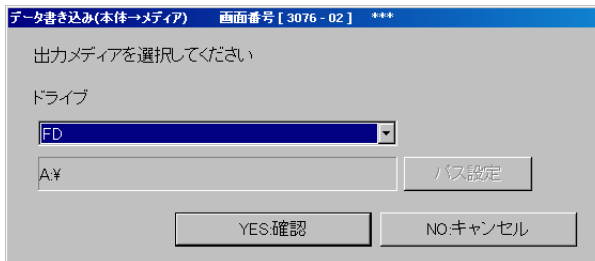 データ書き込み(本体→メディア)　画面番号 [ 3076 - 02 ]　***
出力メディアを選択してください
ドライブ
FD
A:¥
パス設定
YES:確認
NO:キャンセル